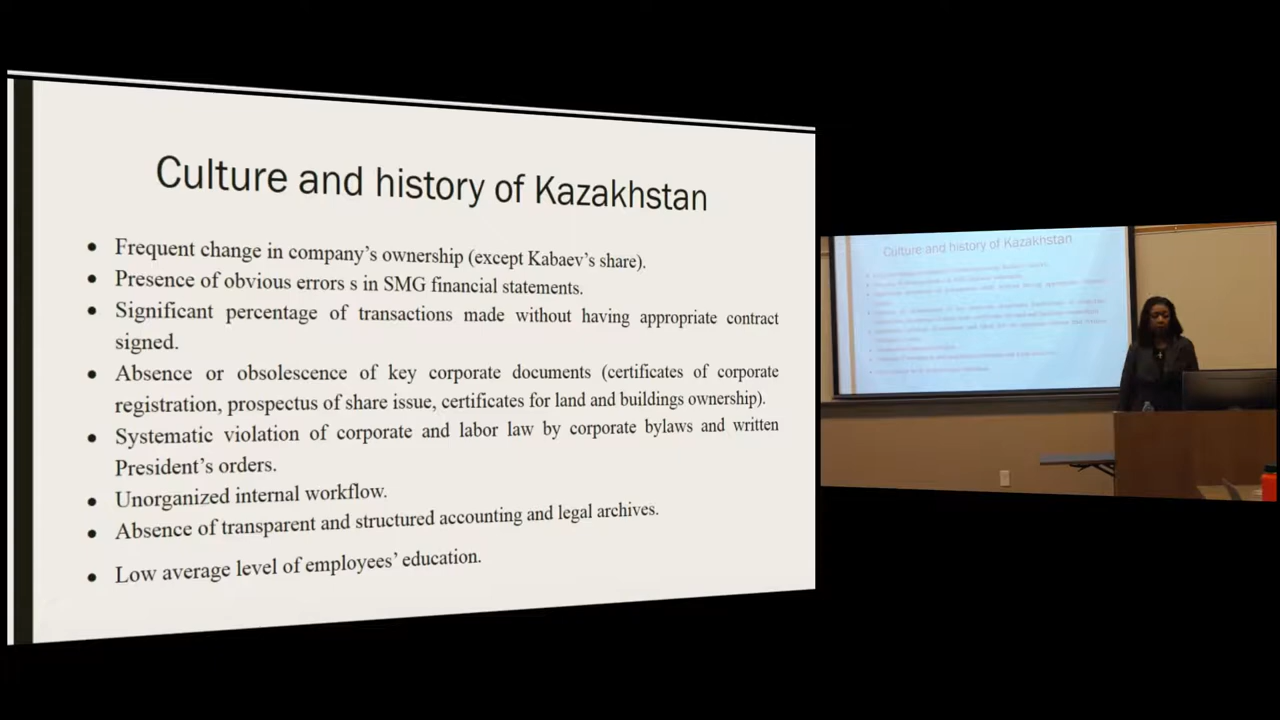 Culture and history of Kazakhstan
• Frequent change in company's ownership (except Kabaev's share).
• Presence of obvious errors s in SMG financial statements.
• Significant percentage of transactions made without having appropriate contract
signed.
• Absence or obsolescence of key corporate documents (certificates of corporate
registration, prospectus of share issue, certificates for land and buildings ownership).
• Systematic violation of corporate and labor law by corporate bylaws and written
President's orders.
• Unorganized internal workflow.
• Absence of transparent and structured accounting and legal archives.
• Low average level of employees' education.
Culture and history of Kazakhstan